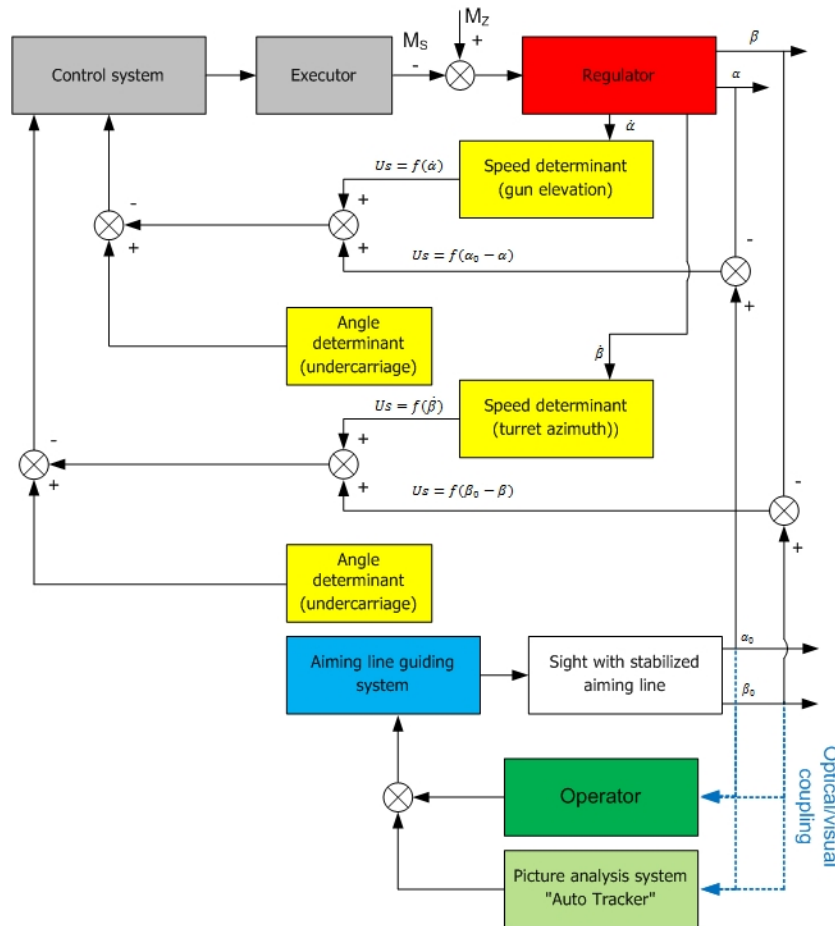 M_Z
M_S
+
-
β
α
Control system
Executor
Regulator
α̇
Us = f(α̇)
Speed determinant
(gun elevation)
+
-
+
+
-
Us = f(α₀ − α)
+
Angle
determinant
(undercarriage)
β̇
Us = f(β̇)
Speed determinant
(turret azimuth))
+
-
+
+
Us = f(β₀ − β)
-
+
Angle
determinant
(undercarriage)
Aiming line guiding
system
Sight with stabilized
aiming line
α₀
β₀
Optical/visual
coupling
Operator
Picture analysis system
"Auto Tracker"